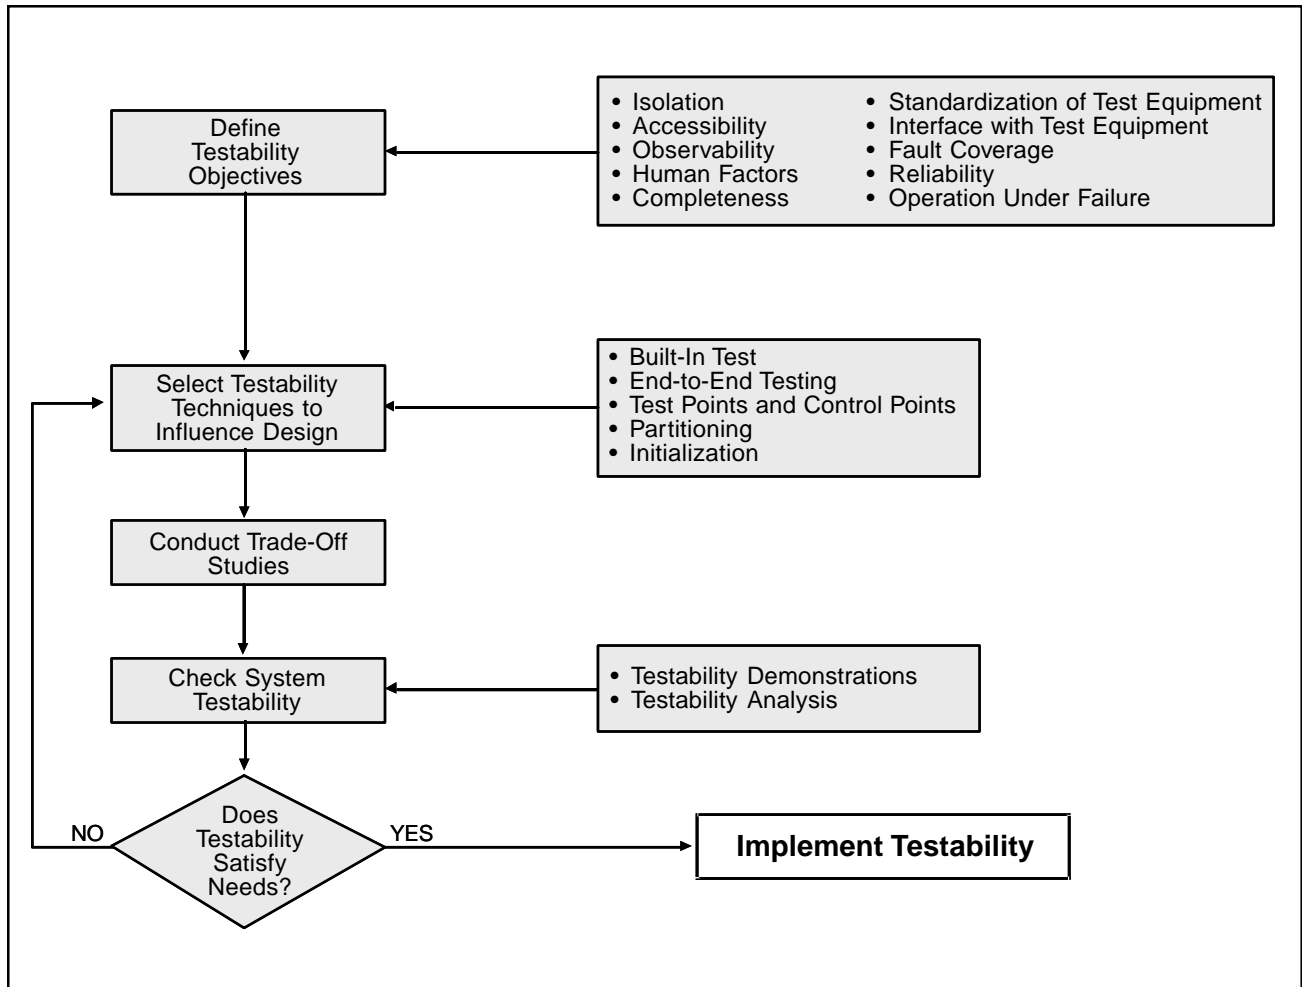 Define
Testability
Objectives
• Isolation
• Accessibility
• Observability
• Human Factors
• Completeness
• Standardization of Test Equipment
• Interface with Test Equipment
• Fault Coverage
• Reliability
• Operation Under Failure
Select Testability
Techniques to
Influence Design
• Built-In Test
• End-to-End Testing
• Test Points and Control Points
• Partitioning
• Initialization
Conduct Trade-Off
Studies
Check System
Testability
• Testability Demonstrations
• Testability Analysis
Does
Testability
Satisfy
Needs?
NO
YES
Implement Testability